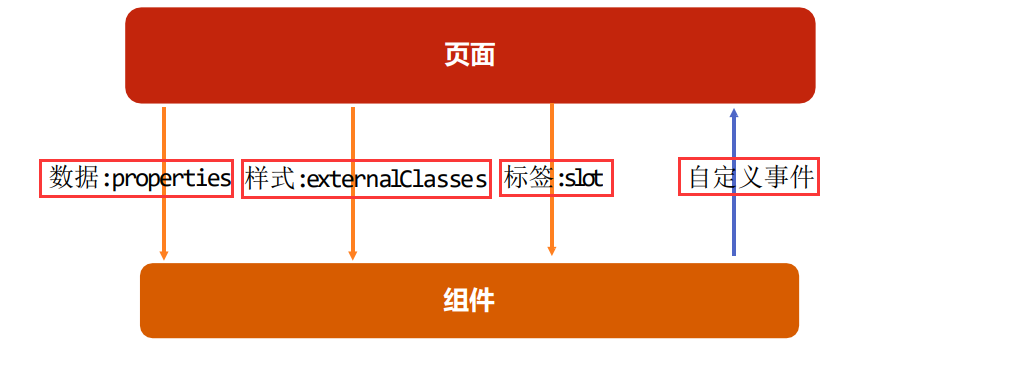 页面
数据:properties
样式:externalClasses
标签:slot
自定义事件
组件